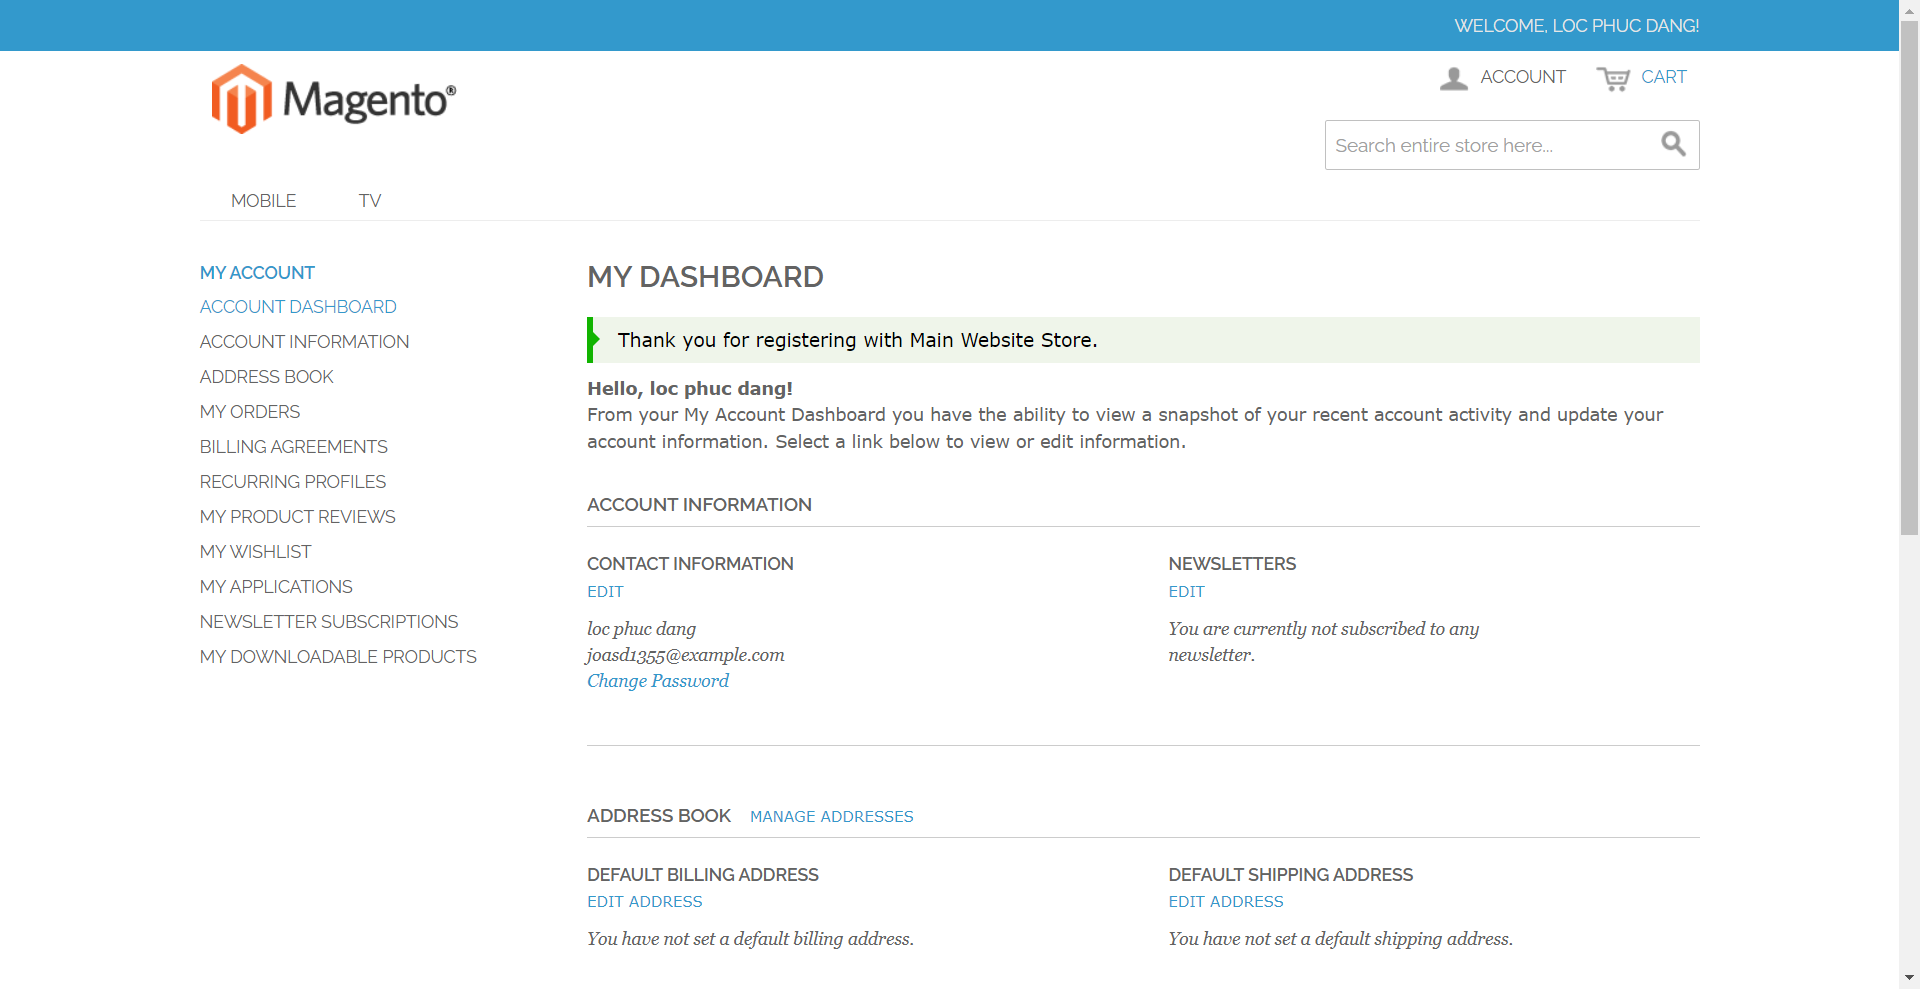 WELCOME, LOC PHUC DANG!
Magento®
ACCOUNT
CART
Search entire store here...
MOBILE
TV
MY ACCOUNT
ACCOUNT DASHBOARD
ACCOUNT INFORMATION
ADDRESS BOOK
MY ORDERS
BILLING AGREEMENTS
RECURRING PROFILES
MY PRODUCT REVIEWS
MY WISHLIST
MY APPLICATIONS
NEWSLETTER SUBSCRIPTIONS
MY DOWNLOADABLE PRODUCTS
MY DASHBOARD
Thank you for registering with Main Website Store.
Hello, loc phuc dang!
From your My Account Dashboard you have the ability to view a snapshot of your recent account activity and update your
account information. Select a link below to view or edit information.
ACCOUNT INFORMATION
CONTACT INFORMATION
EDIT
loc phuc dang
joasd1355@example.com
Change Password
NEWSLETTERS
EDIT
You are currently not subscribed to any
newsletter.
ADDRESS BOOK
MANAGE ADDRESSES
DEFAULT BILLING ADDRESS
EDIT ADDRESS
You have not set a default billing address.
DEFAULT SHIPPING ADDRESS
EDIT ADDRESS
You have not set a default shipping address.